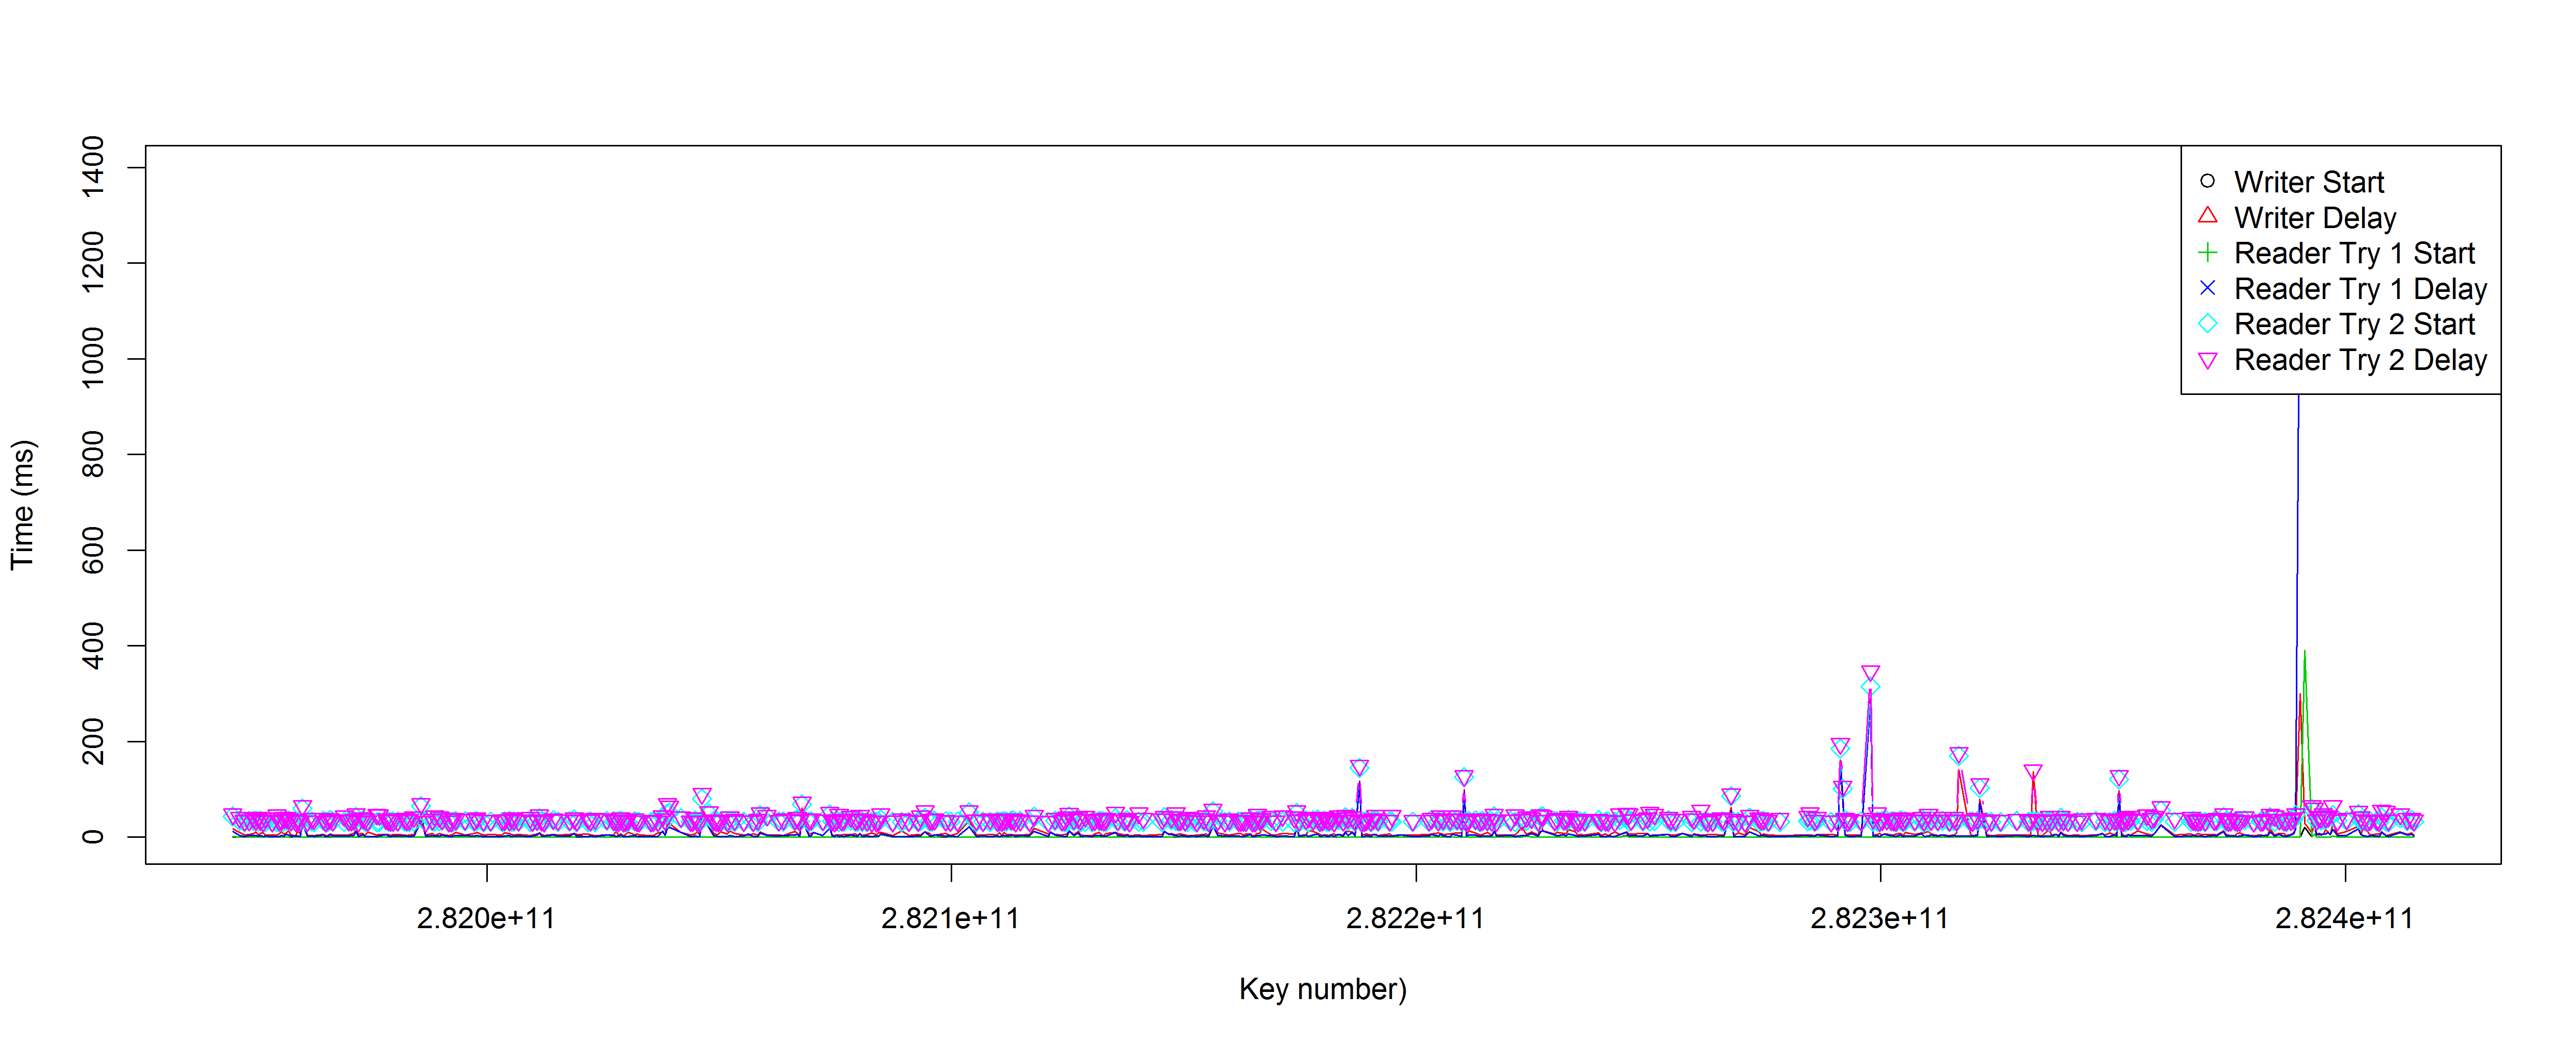 1400
1200
1000
800
600
400
200
0
Time (ms)
Writer Start
Writer Delay
Reader Try 1 Start
Reader Try 1 Delay
Reader Try 2 Start
Reader Try 2 Delay
2.820e+11 2.821e+11 2.822e+11 2.823e+11 2.824e+11
Key number)